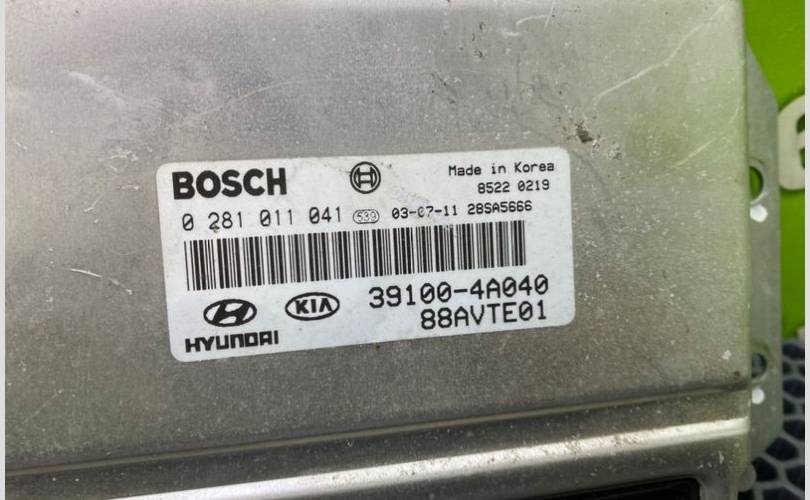 BOSCH
Made in Korea
8522 0219
0 281 011 041 539 03-07-11 28SA5666
39100-4A040
KIA
88AVTE01
HYUNDAI